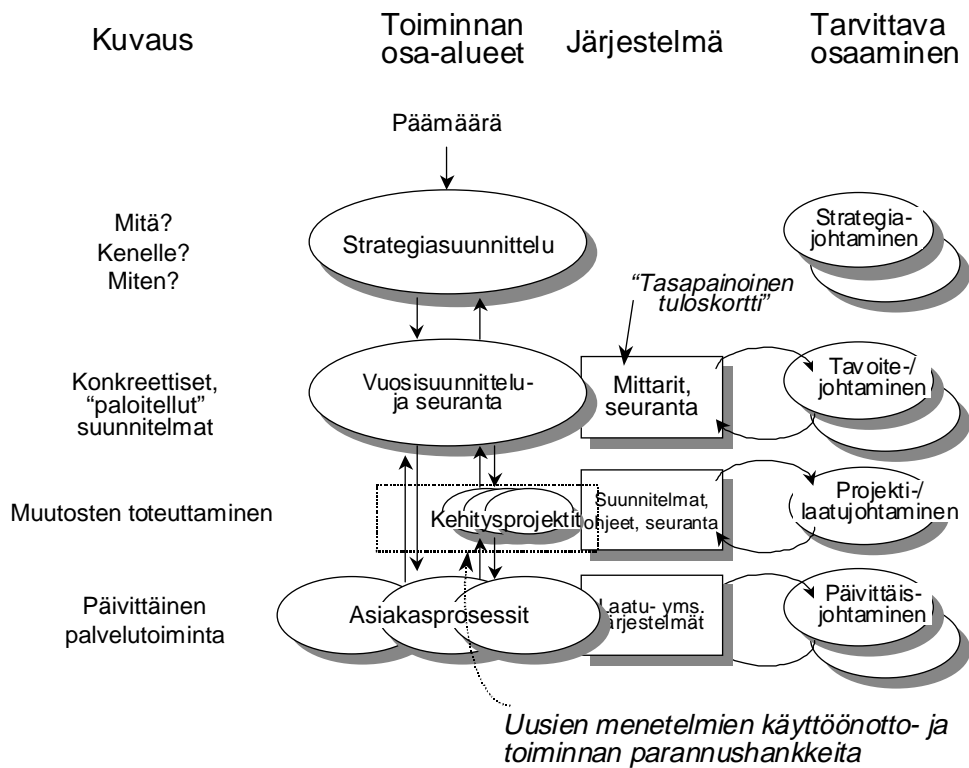 Kuvaus
Toiminnan
osa-alueet
Järjestelmä
Tarvittava
osaaminen
Päämäärä
Mitä?
Kenelle?
Miten?
Strategiasuunnittelu
Strategia-
johtaminen
“Tasapainoinen
tuloskortti”
Konkreettiset,
“paloitellut”
suunnitelmat
Vuosisuunnittelu-
ja seuranta
Mittarit,
seuranta
Tavoite-/
johtaminen
Muutosten toteuttaminen
Kehitysprojektit
Suunnitelmat,
ohjeet, seuranta
Projekti-/
laatujohtaminen
Päivittäinen
palvelutoiminta
Asiakasprosessit
Laatu- yms.
järjestelmät
Päivittäis-
johtaminen
Uusien menetelmien käyttöönotto- ja
toiminnan parannushankkeita